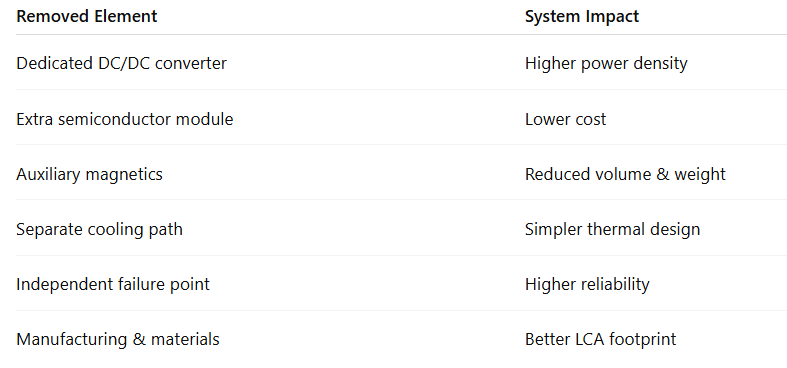 Removed Element System Impact
Dedicated DC/DC converter Higher power density
Extra semiconductor module Lower cost
Auxiliary magnetics Reduced volume & weight
Separate cooling path Simpler thermal design
Independent failure point Higher reliability
Manufacturing & materials Better LCA footprint